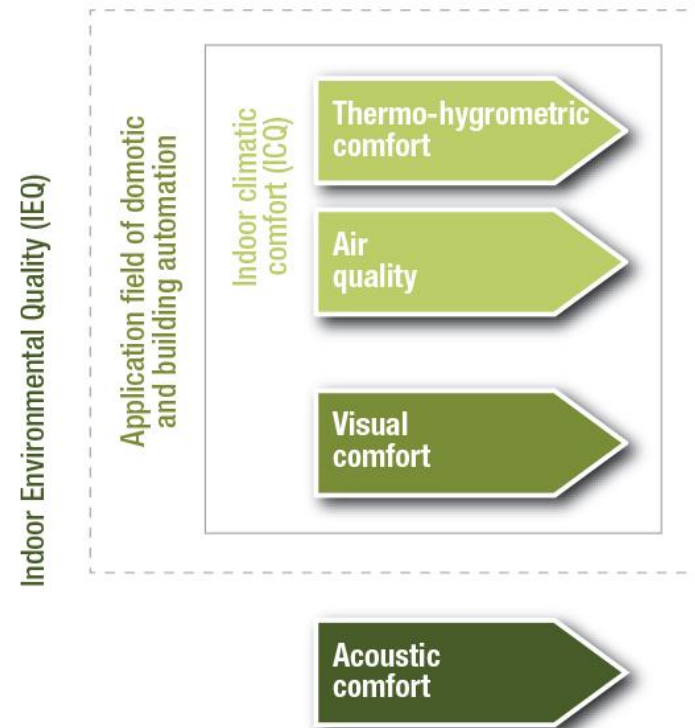 Indoor Environmental Quality (IEQ)
Application field of domotic
and building automation
Indoor climatic
comfort (ICQ)
Thermo-hygrometric
comfort
Air
quality
Visual
comfort
Acoustic
comfort